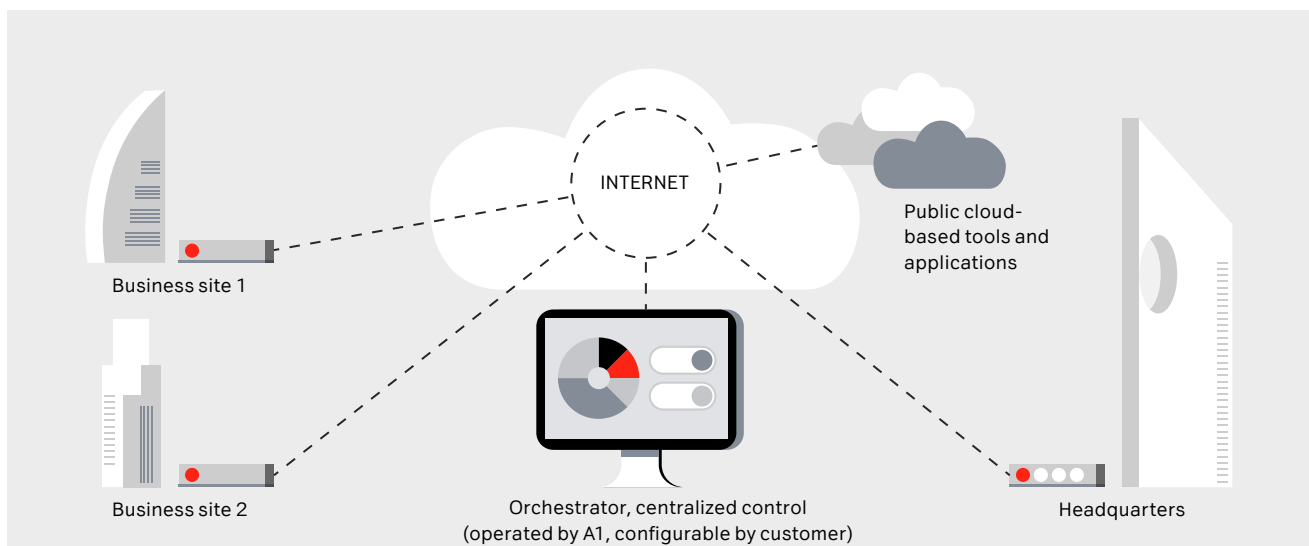 INTERNET
Public cloud-
based tools and
applications
Business site 1
Business site 2
Orchestrator, centralized control
(operated by A1, configurable by customer)
Headquarters